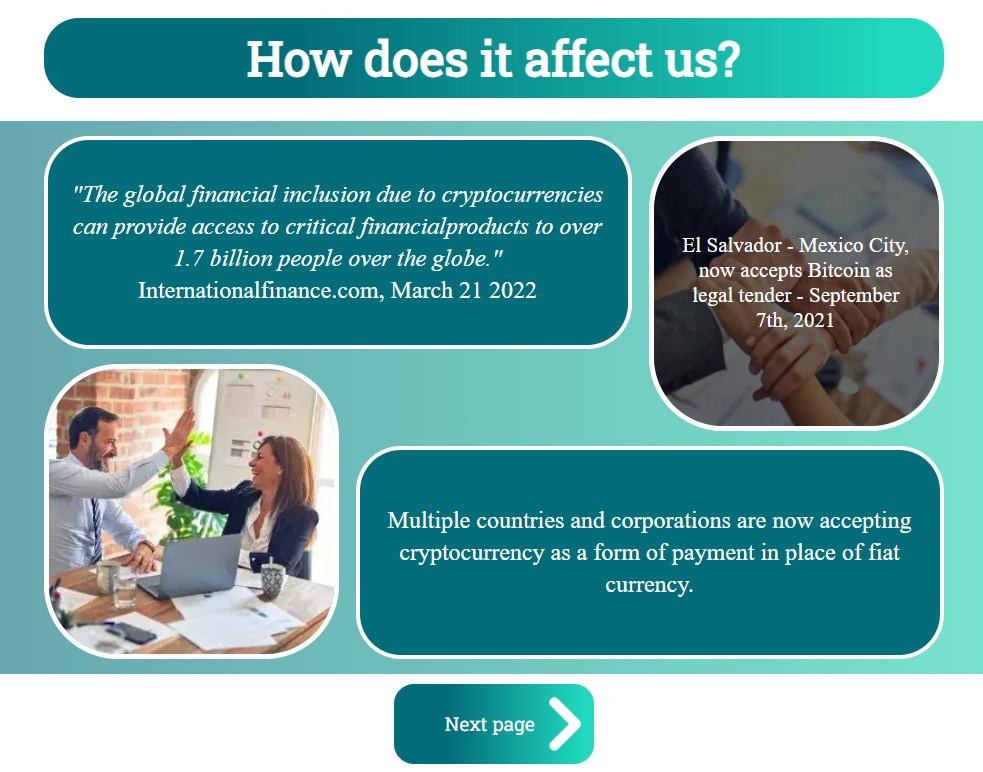 How does it affect us?
"The global financial inclusion due to cryptocurrencies
can provide access to critical financialproducts to over
1.7 billion people over the globe."
Internationalfinance.com, March 21 2022
El Salvador - Mexico City,
now accepts Bitcoin as
legal tender - September
7th, 2021
Multiple countries and corporations are now accepting
cryptocurrency as a form of payment in place of fiat
currency.
Next page